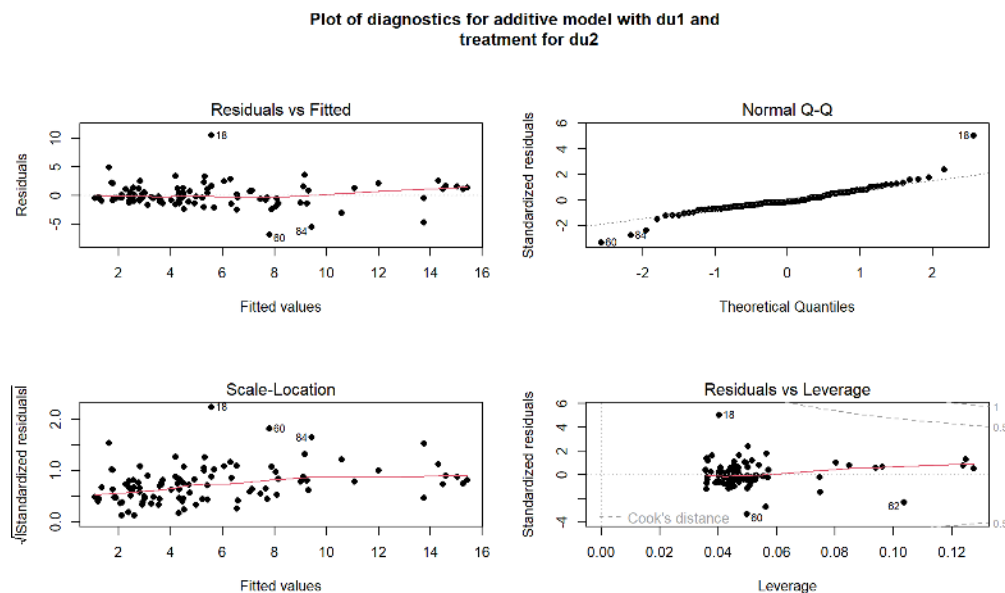 Plot of diagnostics for additive model with du1 and
treatment for du2
Residuals vs Fitted
Residuals
10
5
0
-5
18
60
84
2 4 6 8 10 12 14 16
Fitted values
Normal Q-Q
Standardized residuals
6
4
2
0
-2
18
60
84
-2 -1 0 1 2
Theoretical Quantiles
Scale-Location
√|Standardized residuals|
2.0
1.0
0.0
18
60
84
2 4 6 8 10 12 14 16
Fitted values
Residuals vs Leverage
Standardized residuals
6
4
2
0
-4
18
60
62
Cook's distance
1
0.5
0.5
0.00 0.02 0.04 0.06 0.08 0.10 0.12
Leverage